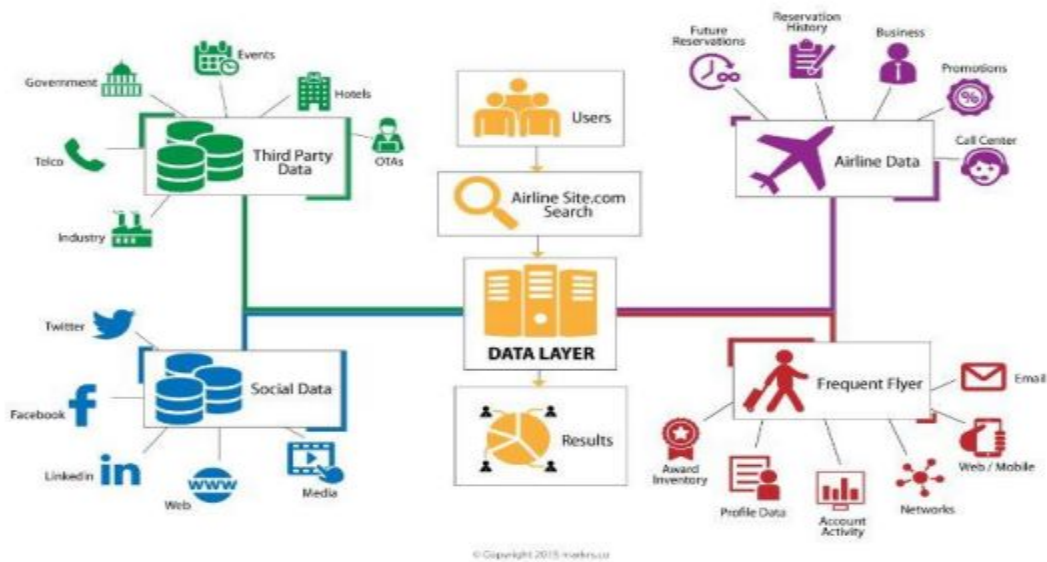 Government
Events
Hotels
Telco
Third Party
Data
OTAs
Industry
Users
Airline Site.com
Search
DATA LAYER
Results
Future
Reservations
Reservation
History
Business
Promotions
Airline Data
Call Center
Twitter
Facebook
Social Data
Linkedin
WWW
Web
Media
Frequent Flyer
Email
Web / Mobile
Networks
Account
Activity
Profile Data
Award
Inventory